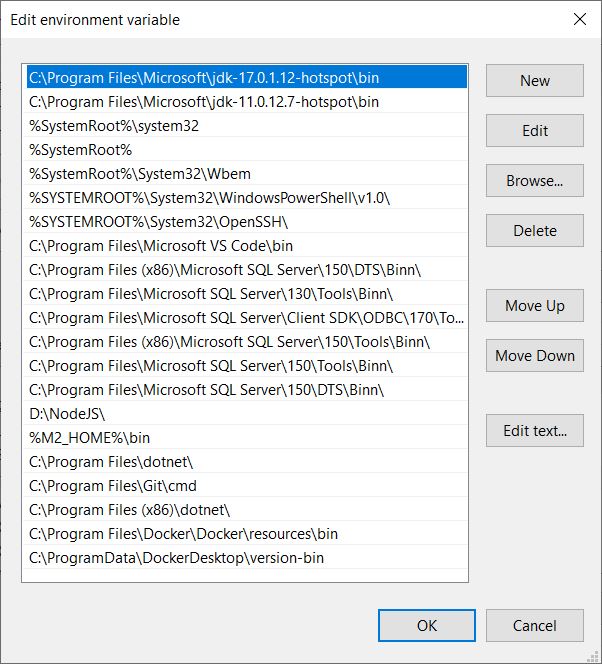 Edit environment variable
C:\Program Files\Microsoft\jdk-17.0.1.12-hotspot\bin
C:\Program Files\Microsoft\jdk-11.0.12.7-hotspot\bin
%SystemRoot%\system32
%SystemRoot%
%SystemRoot%\System32\Wbem
%SYSTEMROOT%\System32\WindowsPowerShell\v1.0\
%SYSTEMROOT%\System32\OpenSSH\
C:\Program Files\Microsoft VS Code\bin
C:\Program Files (x86)\Microsoft SQL Server\150\DTS\Binn\
C:\Program Files\Microsoft SQL Server\130\Tools\Binn\
C:\Program Files\Microsoft SQL Server\Client SDK\ODBC\170\To...
C:\Program Files (x86)\Microsoft SQL Server\150\Tools\Binn\
C:\Program Files\Microsoft SQL Server\150\Tools\Binn\
C:\Program Files\Microsoft SQL Server\150\DTS\Binn\
D:\NodeJS\
%M2_HOME%\bin
C:\Program Files\dotnet\
C:\Program Files\Git\cmd
C:\Program Files (x86)\dotnet\
C:\Program Files\Docker\Docker\resources\bin
C:\ProgramData\DockerDesktop\version-bin
New
Edit
Browse...
Delete
Move Up
Move Down
Edit text...
OK
Cancel